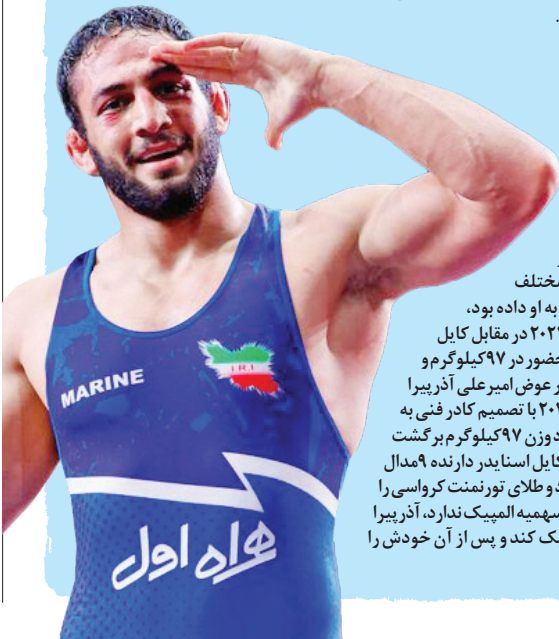 مختلف
به او داده بود،
در مقابل کایل
حضور در ۹۷کیلوگرم و
عوض امیرعلی آذرپیرا
با تصمیم کادر فنی به
وزن ۹۷کیلوگرم برگشت
کایل اسنایدر دارنده ۹مدال
دو طلای تورنمنت کرواسی را
سهمیه المپیک ندارد، آذرپیرا
کند و پس از آن خودش را
MARINE
I.R.I
همراه اول